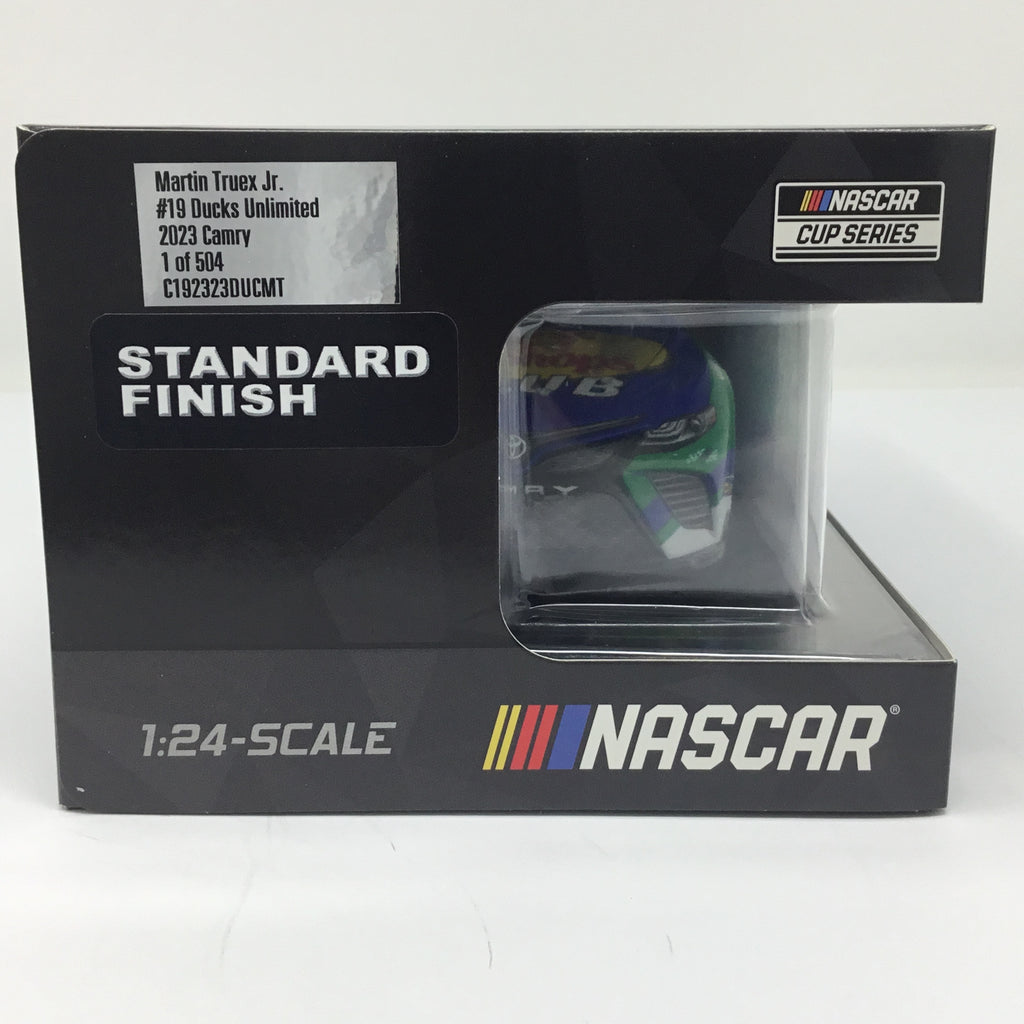 Martin Truex Jr.
#19 Ducks Unlimited
2023 Camry
1 of 504
C192323DUCMT
NASCAR
CUP SERIES
STANDARD
FINISH
1:24-SCALE
NASCAR®